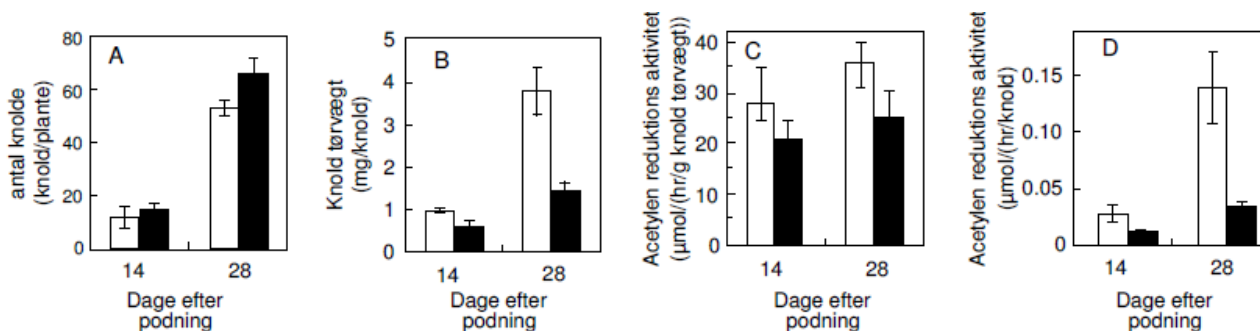 A
antal knolde
(knold/plante)
80
60
40
20
0
14
28
Dage efter
podning
B
Knold tørvægt
(mg/knold)
5
4
3
2
1
0
14
28
Dage efter
podning
C
Acetylen reduktions aktivitet
(µmol/(hr/g knold tørvægt))
40
30
20
10
0
14
28
Dage efter
podning
D
Acetylen reduktions aktivitet
(µmol/(hr/knold)
0.15
0.10
0.05
0
14
28
Dage efter
podning